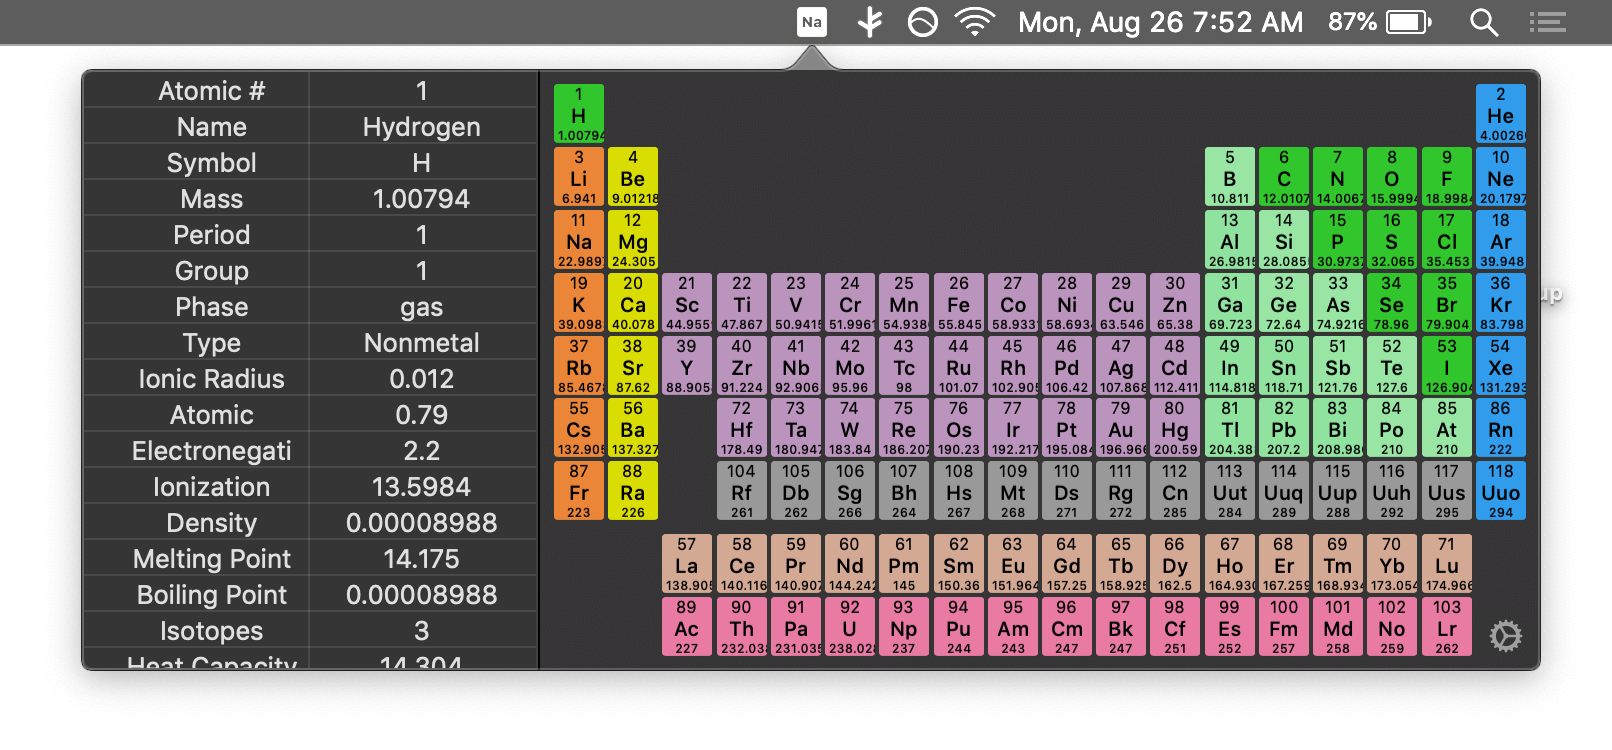 Na Mon, Aug 26 7:52 AM 87%
Atomic # 1
Name Hydrogen
Symbol H
Mass 1.00794
Period 1
Group 1
Phase gas
Type Nonmetal
Ionic Radius 0.012
Atomic 0.79
Electronegati 2.2
Ionization 13.5984
Density 0.00008988
Melting Point 14.175
Boiling Point 0.00008988
Isotopes 3
Heat Capacity 14.304
1 2
H He
1.00794 4.0026
3 4 5 6 7 8 9 10
Li Be B C N O F Ne
6.941 9.01218 10.811 12.0107 14.0067 15.9994 18.9984 20.1797
11 12 13 14 15 16 17 18
Na Mg Al Si P S Cl Ar
22.989 24.305 26.9815 28.085 30.9737 32.065 35.453 39.948
19 20 21 22 23 24 25 26 27 28 29 30 31 32 33 34 35 36
K Ca Sc Ti V Cr Mn Fe Co Ni Cu Zn Ga Ge As Se Br Kr
39.098 40.078 44.955 47.867 50.9415 51.9961 54.938 55.845 58.933 58.693 63.546 65.38 69.723 72.64 74.9216 78.96 79.904 83.798
37 38 39 40 41 42 43 44 45 46 47 48 49 50 51 52 53 54
Rb Sr Y Zr Nb Mo Tc Ru Rh Pd Ag Cd In Sn Sb Te I Xe
85.467 87.62 88.905 91.224 92.906 95.96 98 101.07 102.905 106.42 107.868 112.411 114.818 118.71 121.76 127.6 126.904 131.293
55 56 72 73 74 75 76 77 78 79 80 81 82 83 84 85 86
Cs Ba Hf Ta W Re Os Ir Pt Au Hg Tl Pb Bi Po At Rn
132.905 137.327 178.49 180.947 183.84 186.207 190.23 192.217 195.084 196.966 200.59 204.38 207.2 208.980 210 210 222
87 88 104 105 106 107 108 109 110 111 112 113 114 115 116 117 118
Fr Ra Rf Db Sg Bh Hs Mt Ds Rg Cn Uut Uuq Uup Uuh Uus Uuo
223 226 261 262 266 264 267 268 271 272 285 284 289 288 292 295 294
57 58 59 60 61 62 63 64 65 66 67 68 69 70 71
La Ce Pr Nd Pm Sm Eu Gd Tb Dy Ho Er Tm Yb Lu
138.905 140.116 140.907 144.242 145 150.36 151.964 157.25 158.925 162.5 164.930 167.259 168.934 173.054 174.966
89 90 91 92 93 94 95 96 97 98 99 100 101 102 103
Ac Th Pa U Np Pu Am Cm Bk Cf Es Fm Md No Lr
227 232.03 231.035 238.02 237 244 243 247 247 251 252 257 258 259 262
up